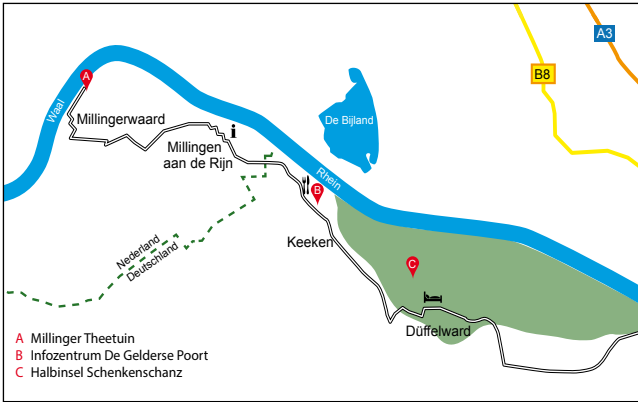 A3
B8
A
Waal
Millingerwaard
i
De Bijland
Millingen
aan de Rijn
Rhein
B
Nederland
Deutschland
Keeken
C
Düffelward
A Millinger Theetuin
B Infozentrum De Gelderse Poort
C Halbinsel Schenkenschanz